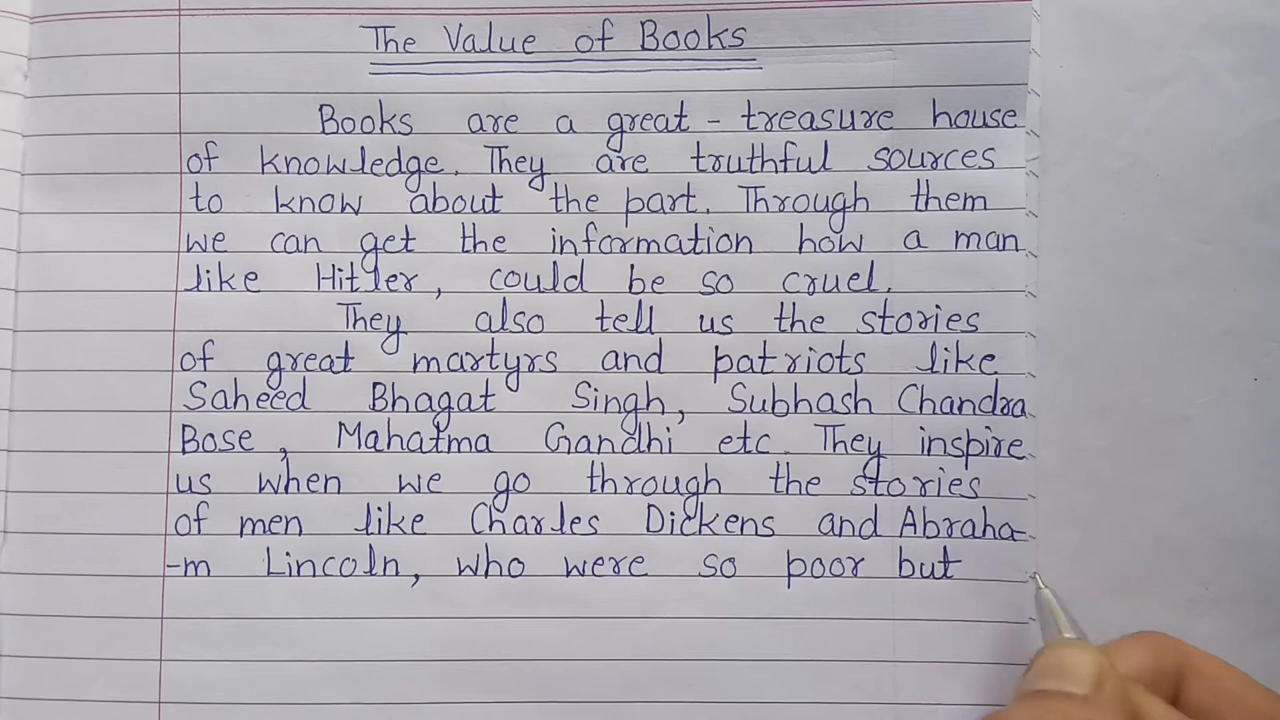 The Value of Books
Books are a great - treasure house
of knowledge. They are truthful sources
to know about the part. Through them
we can get the information how a man
like Hitler, could be so cruel.
They also tell us the stories
of great martyrs and patriots like
Saheed Bhagat Singh, Subhash Chandra
Bose, Mahatma Gandhi etc. They inspire
us when we go through the stories
of men like Charles Dickens and Abraha-
-m Lincoln, who were so poor but